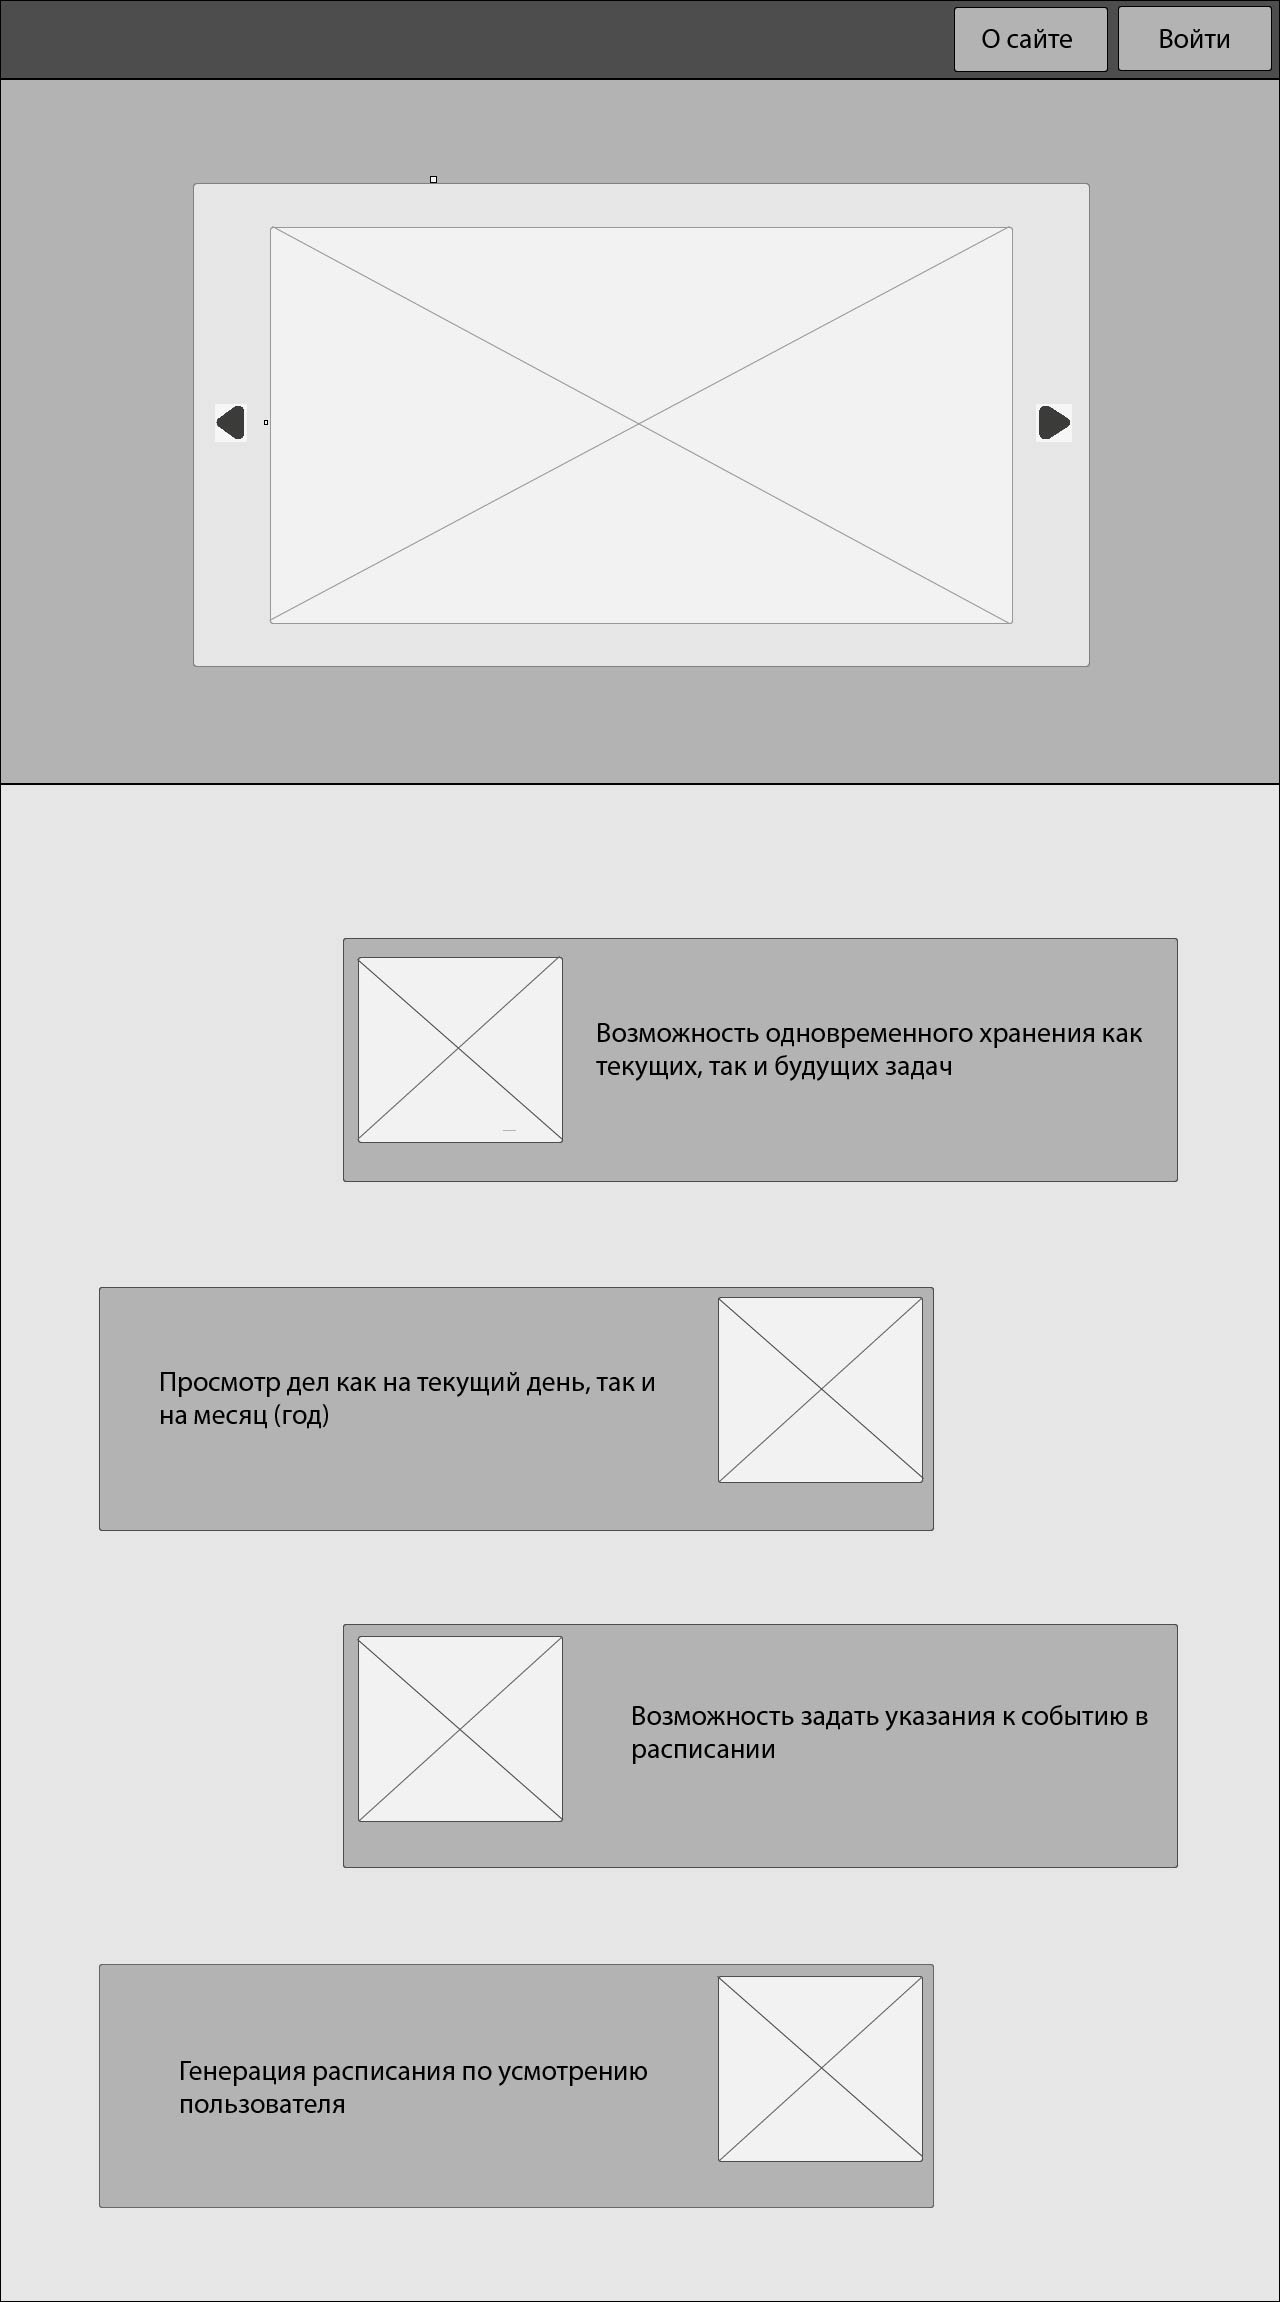 О сайте
Войти
Возможность одновременного хранения как
текущих, так и будущих задач
Просмотр дел как на текущий день, так и
на месяц (год)
Возможность задать указания к событию в
расписании
Генерация расписания по усмотрению
пользователя